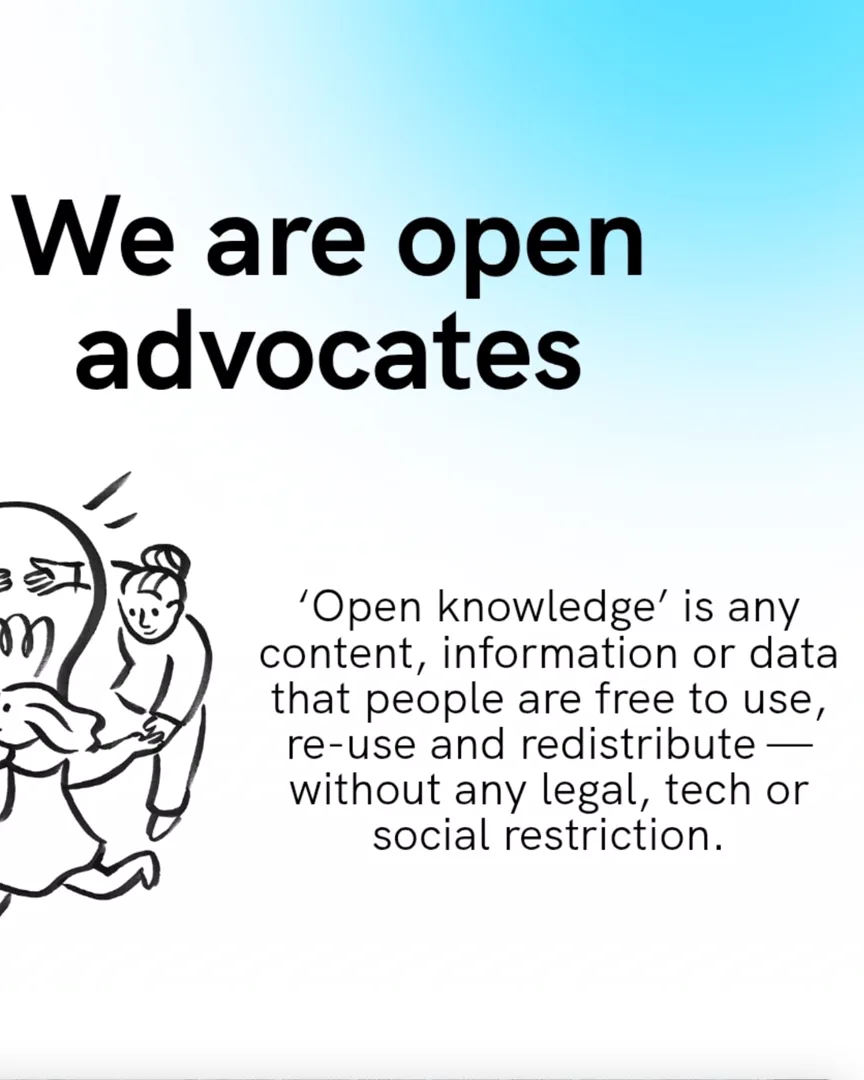 We are open
advocates
‘Open knowledge’ is any
content, information or data
that people are free to use,
re-use and redistribute —
without any legal, tech or
social restriction.